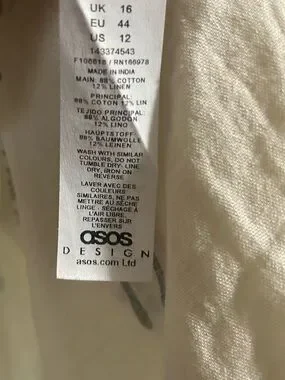 UK 16
EU 44
US 12
143374543
F106618 / RN166978
MADE IN INDIA
MAIN: 88% COTTON
12% LINEN
PRINCIPAL:
88% COTON 12% LIN
TEJIDO PRINCIPAL:
88% ALGODÓN
12% LINO
HAUPTSTOFF:
88% BAUMWOLLE
12% LEINEN
WASH WITH SIMILAR
COLOURS, DO NOT
TUMBLE DRY- LINE
DRY, IRON ON
REVERSE
LAVER AVEC DES
COULEURS
SIMILAIRES, NE PAS
METTRE AU SÈCHE
LINGE - SÉCHAGE À
L'AIR LIBRE,
REPASSER SUR
L'ENVERS
asos
DESIGN
asos.com Ltd